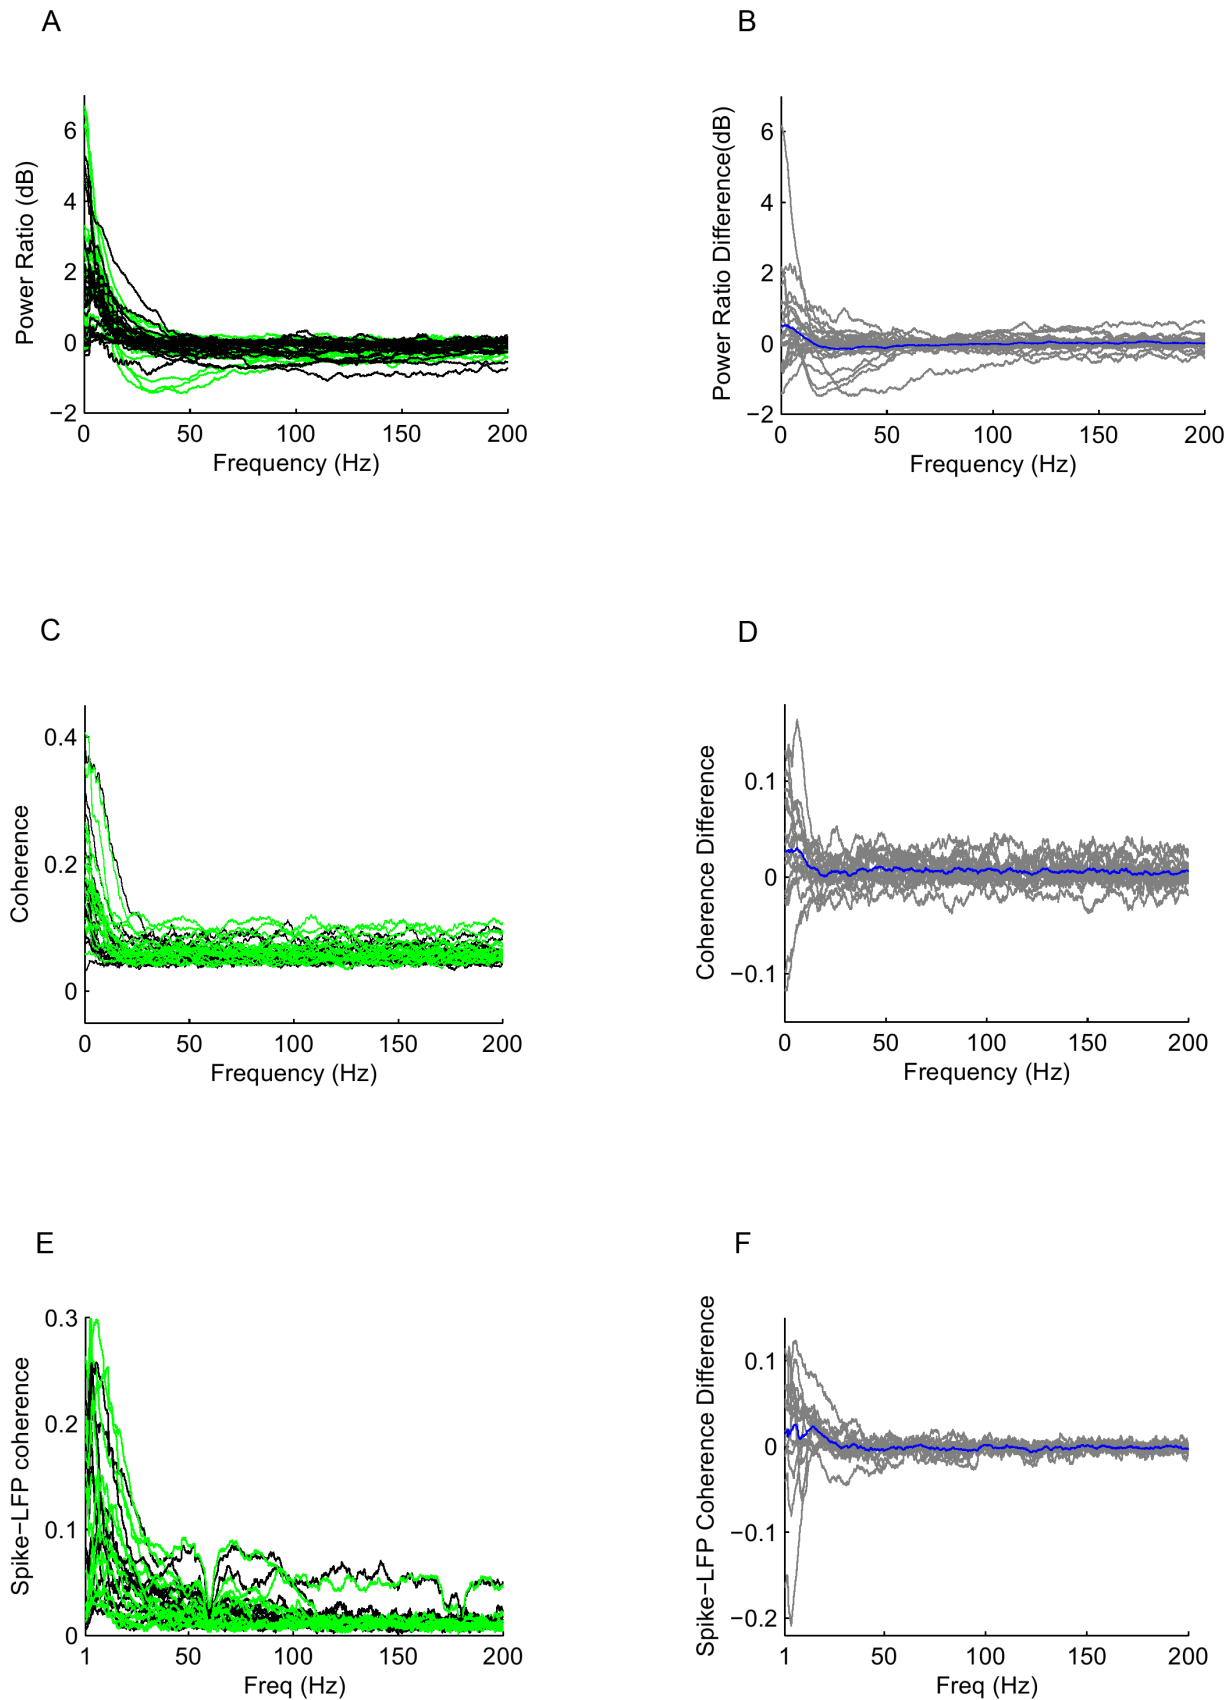 A
Power Ratio (dB)
6
4
2
0
−2
0 50 100 150 200
Frequency (Hz)
B
Power Ratio Difference(dB)
6
4
2
0
−2
0 50 100 150 200
Frequency (Hz)
C
Coherence
0.4
0.2
0
0 50 100 150 200
Frequency (Hz)
D
Coherence Difference
0.1
0
−0.1
0 50 100 150 200
Frequency (Hz)
E
Spike−LFP coherence
0.3
0.2
0.1
0
1 50 100 150 200
Freq (Hz)
F
Spike−LFP Coherence Difference
0.1
0
−0.1
−0.2
1 50 100 150 200
Freq (Hz)